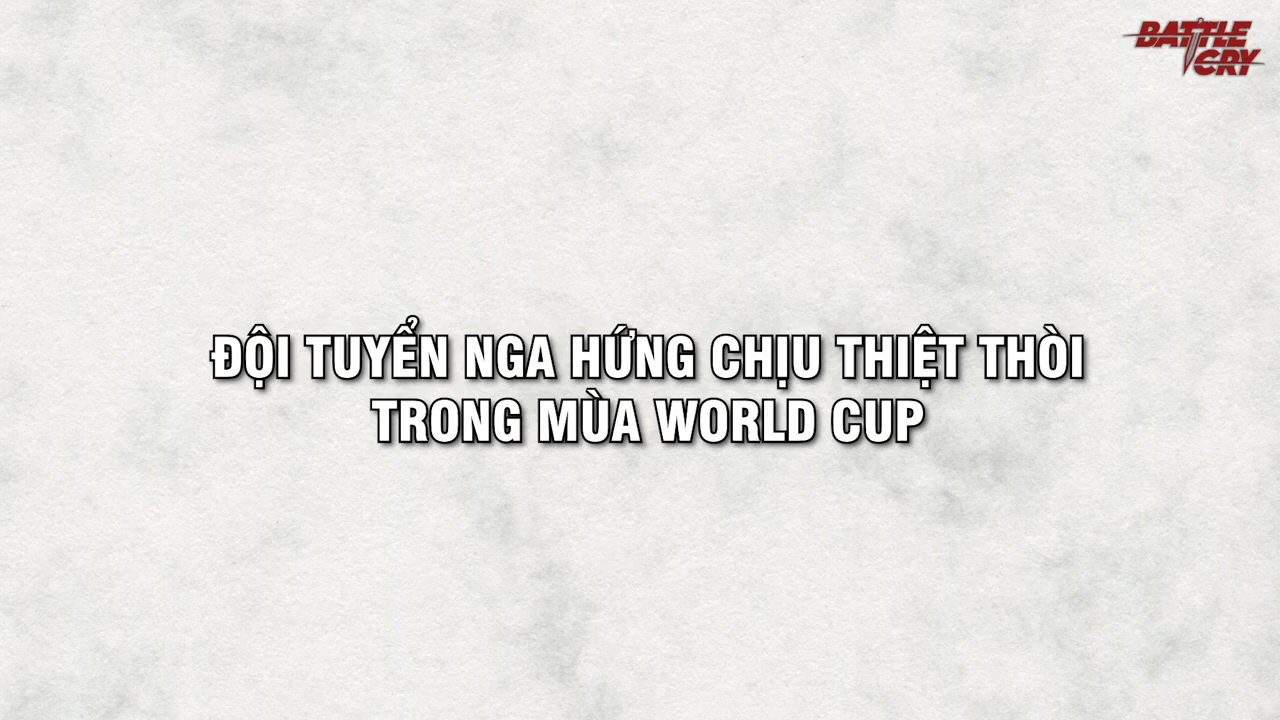 BATTLE
CRY
ĐỘI TUYỂN NGA HỨNG CHỊU THIỆT THÒI
TRONG MÙA WORLD CUP